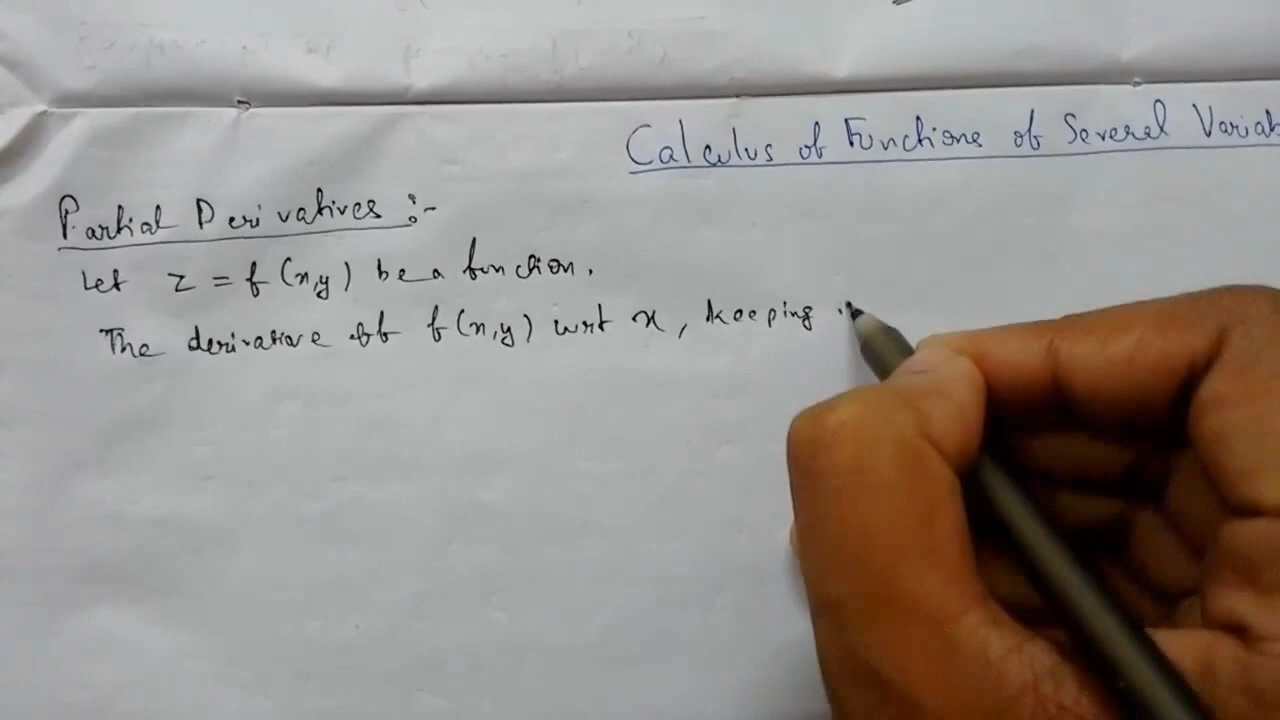 Calculus of Functions of Several Variab
Partial Derivatives :-
Let z = f(x,y) be a function.
The derivative of f(x,y) wrt x, keeping